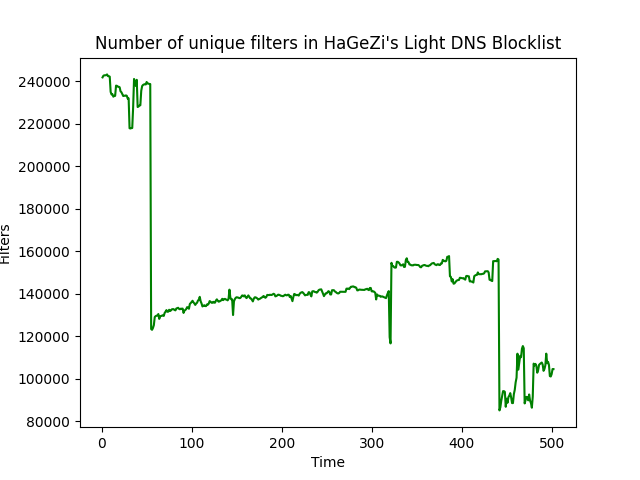 Number of unique filters in HaGeZi's Light DNS Blocklist
240000
220000
200000
180000
160000
140000
120000
100000
80000
Filters
0 100 200 300 400 500
Time